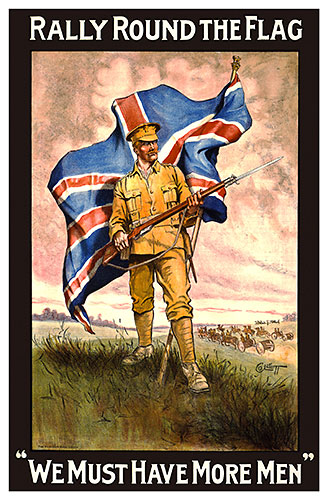 RALLY ROUND THE FLAG
"WE MUST HAVE MORE MEN"